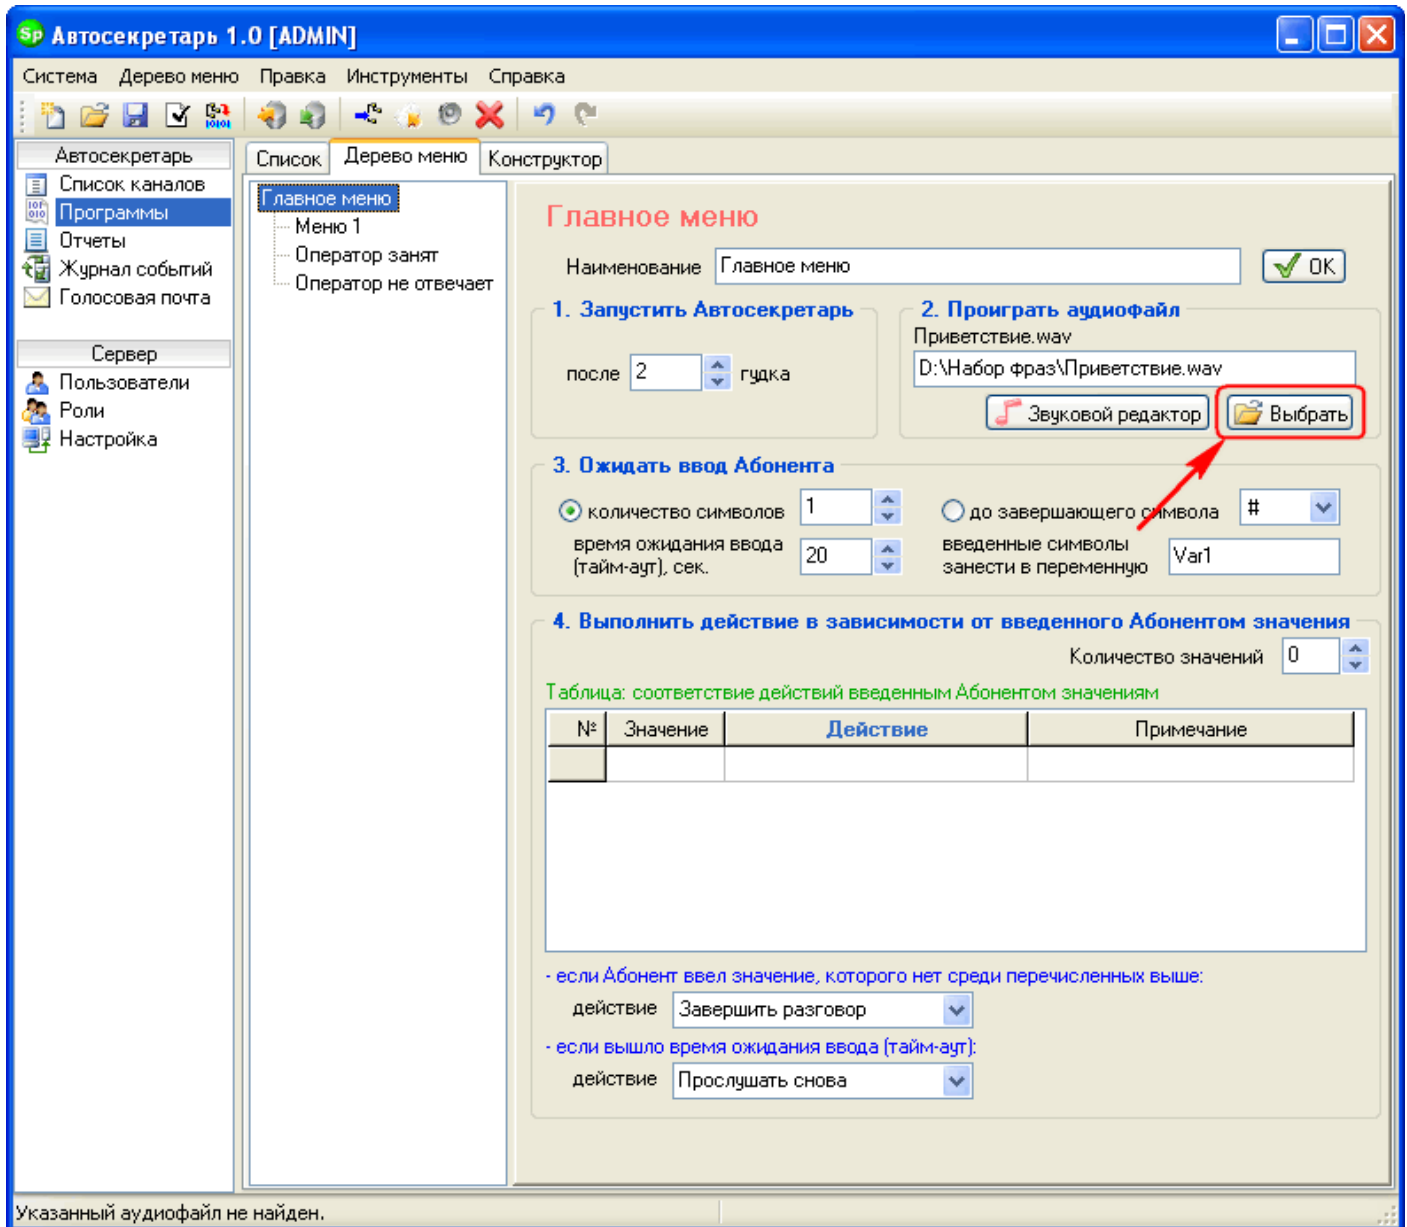 Sp Автосекретарь 1.0 [ADMIN]
Система Дерево меню Правка Инструменты Справка
Автосекретарь
Список каналов
Программы
Отчеты
Журнал событий
Голосовая почта
Сервер
Пользователи
Роли
Настройка
Список Дерево меню Конструктор
Главное меню
Меню 1
Оператор занят
Оператор не отвечает
Главное меню
Наименование Главное меню OK
1. Запустить Автосекретарь
после 2 гудка
2. Проиграть аудиофайл
Приветствие.wav
D:\Набор фраз\Приветствие.wav
Звуковой редактор Выбрать
3. Ожидать ввод Абонента
количество символов 1 до завершающего символа #
время ожидания ввода
(тайм-аут), сек. 20
введенные символы
занести в переменную Var1
4. Выполнить действие в зависимости от введенного Абонентом значения
Количество значений 0
Таблица: соответствие действий введенным Абонентом значениям
№ Значение Действие Примечание
- если Абонент ввел значение, которого нет среди перечисленных выше:
действие Завершить разговор
- если вышло время ожидания ввода (тайм-аут):
действие Прослушать снова
Указанный аудиофайл не найден.